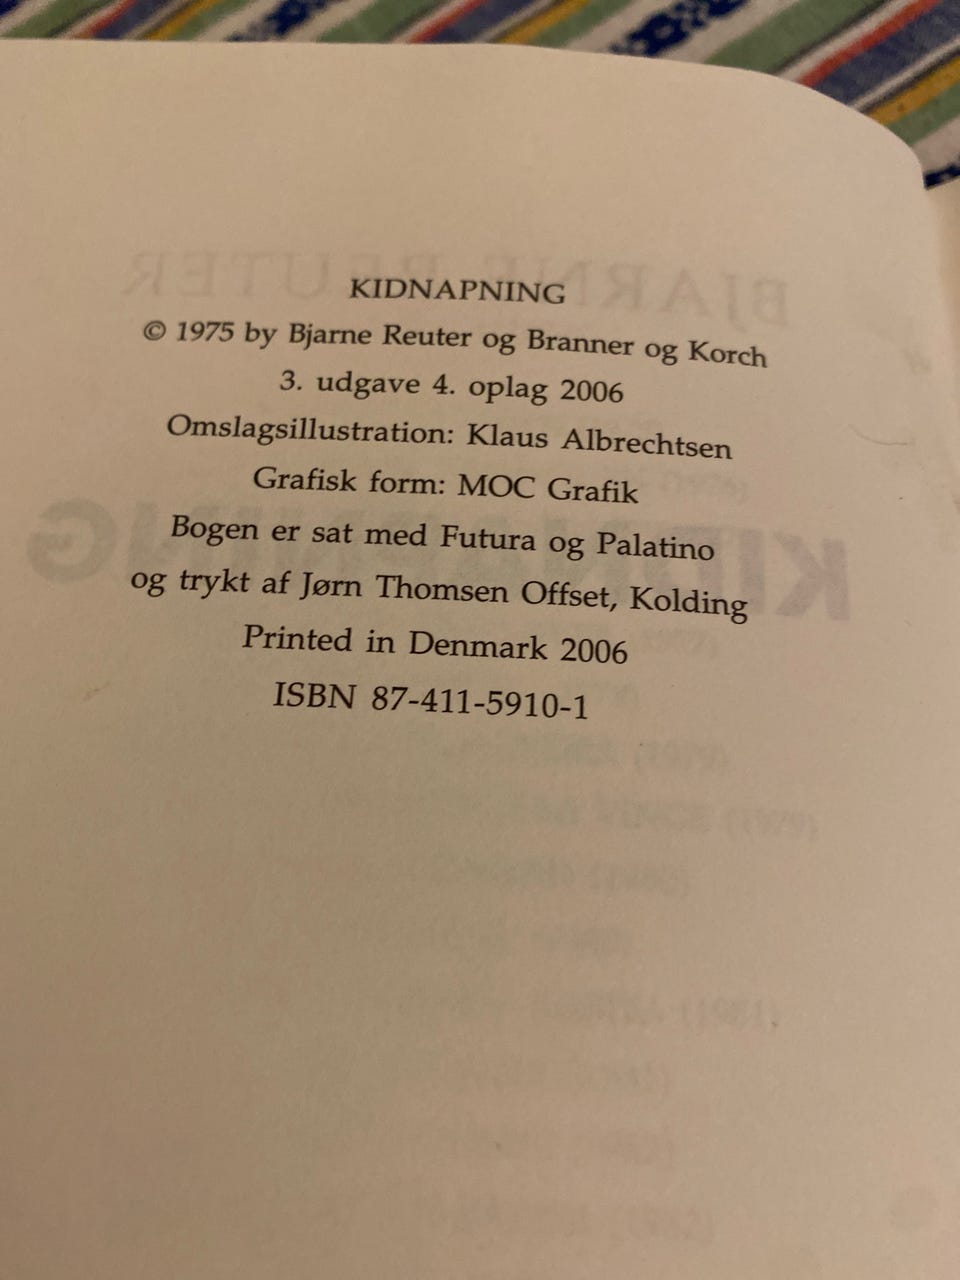 KIDNAPNING
© 1975 by Bjarne Reuter og Branner og Korch
3. udgave 4. oplag 2006
Omslagsillustration: Klaus Albrechtsen
Grafisk form: MOC Grafik
Bogen er sat med Futura og Palatino
og trykt af Jørn Thomsen Offset, Kolding
Printed in Denmark 2006
ISBN 87-411-5910-1